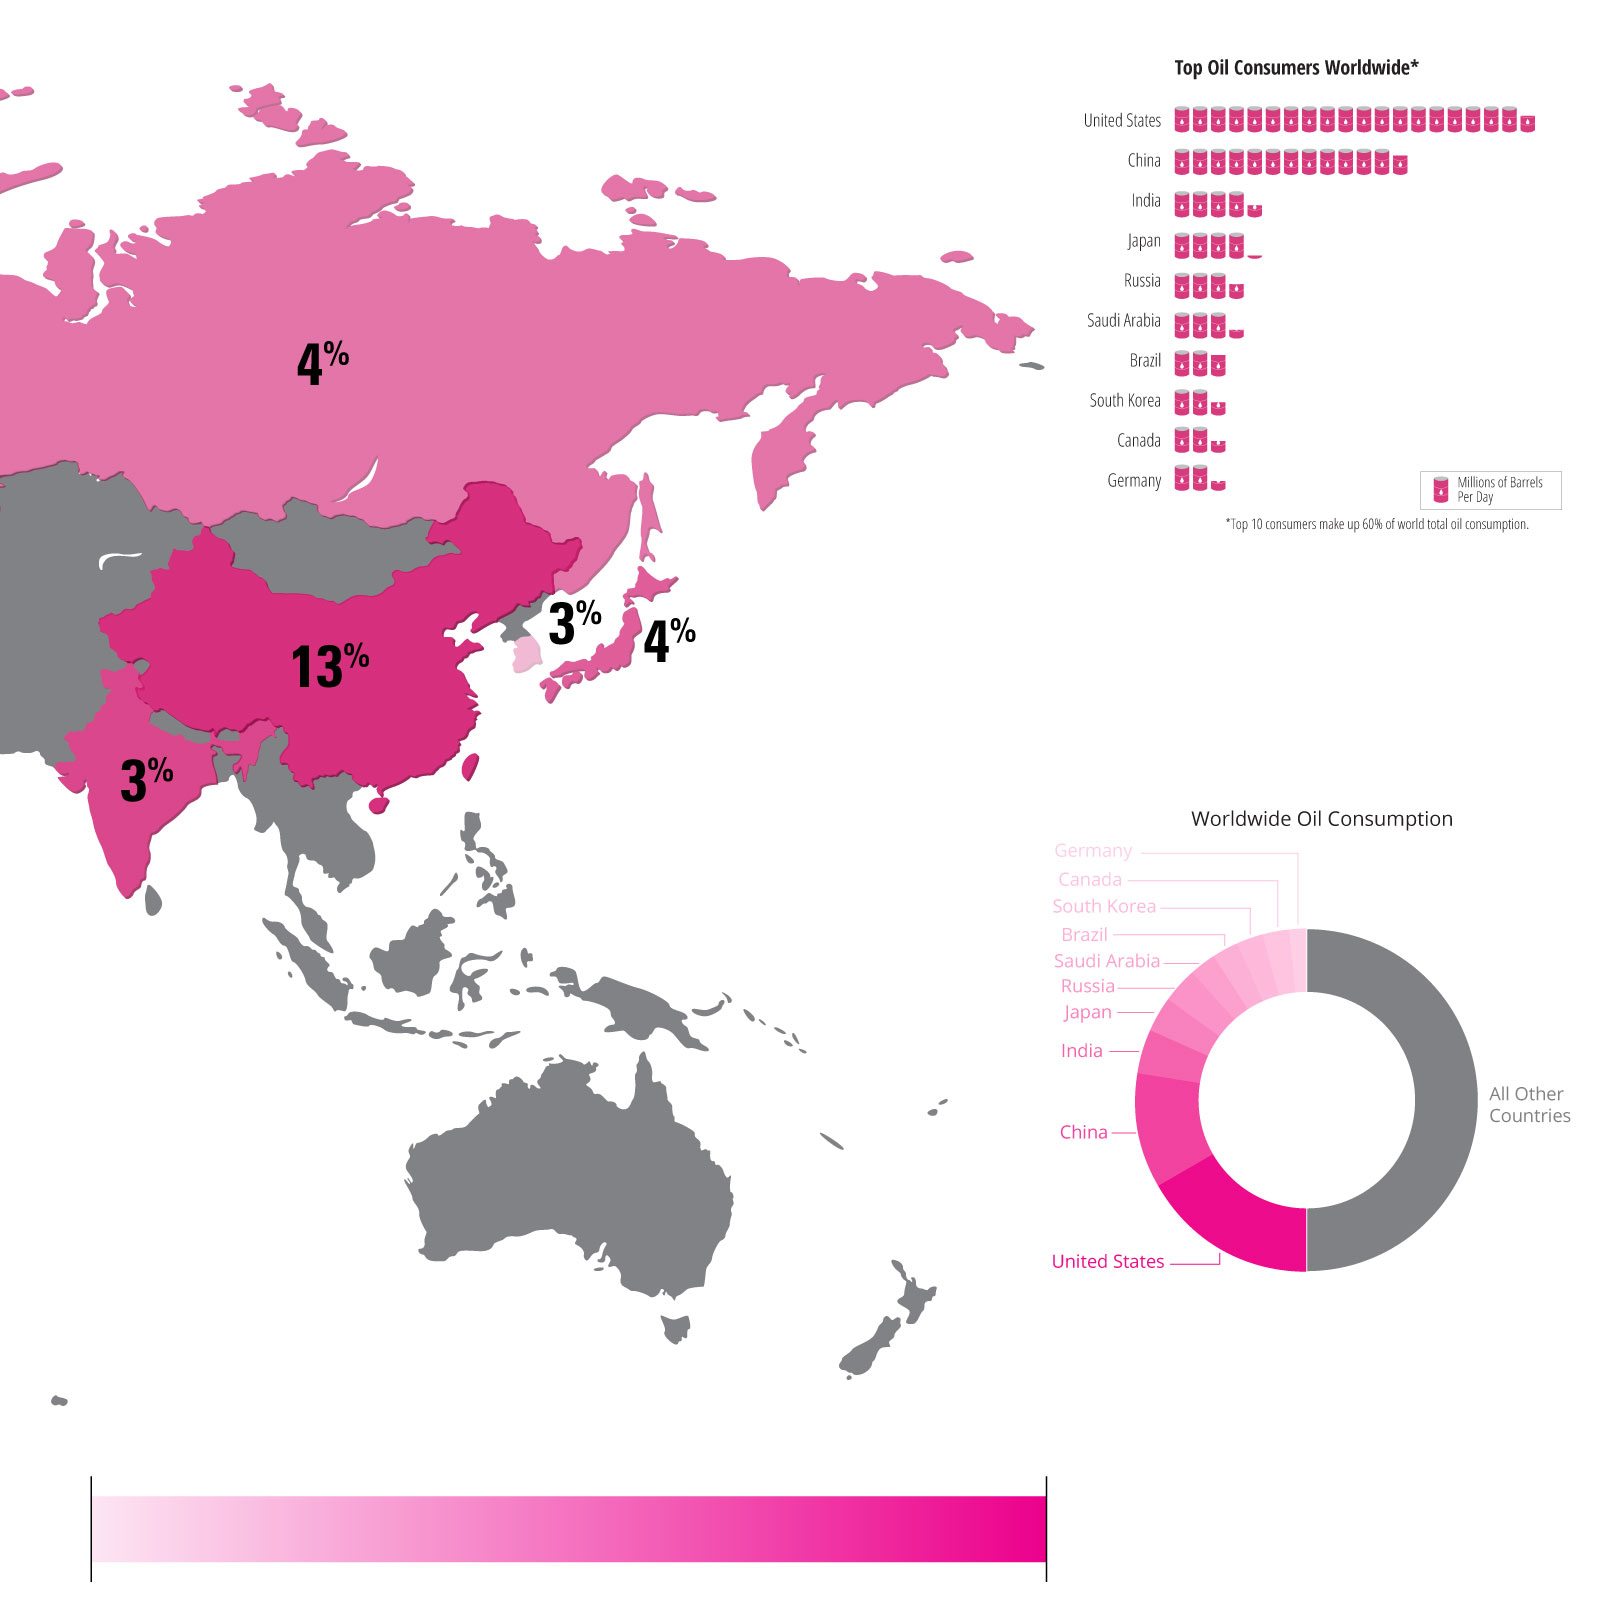 Top Oil Consumers Worldwide*
United States
China
India
Japan
Russia
Saudi Arabia
Brazil
South Korea
Canada
Germany
Millions of Barrels
Per Day
*Top 10 consumers make up 60% of world total oil consumption.
4%
13%
3%
4%
3%
Worldwide Oil Consumption
Germany
Canada
South Korea
Brazil
Saudi Arabia
Russia
Japan
India
China
United States
All Other
Countries